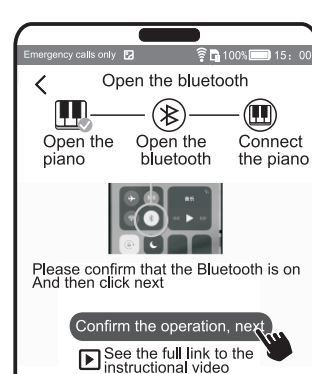 Emergency calls only 100% 15: 00
Open the bluetooth
Open the piano
Open the bluetooth
Connect the piano
Please confirm that the Bluetooth is on
And then click next
Confirm the operation, next
See the full link to the
instructional video